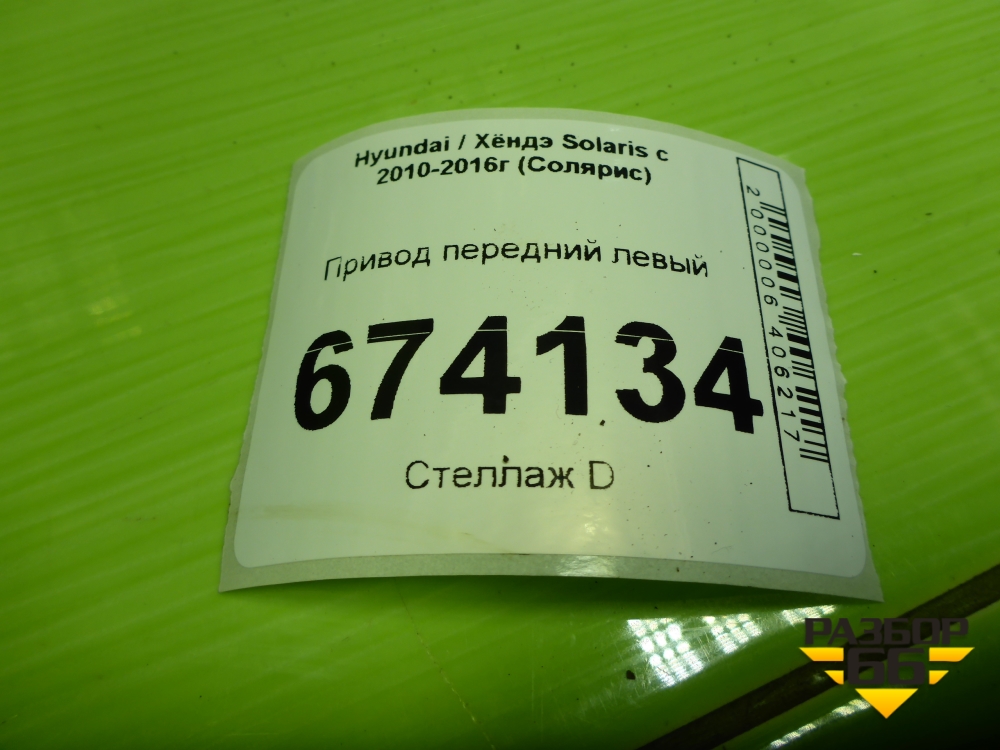 Hyundai / Хёндэ Solaris с
2010-2016г (Солярис)
Привод передний левый
674134
Стеллаж D
2000006406217
РАЗБОР
66